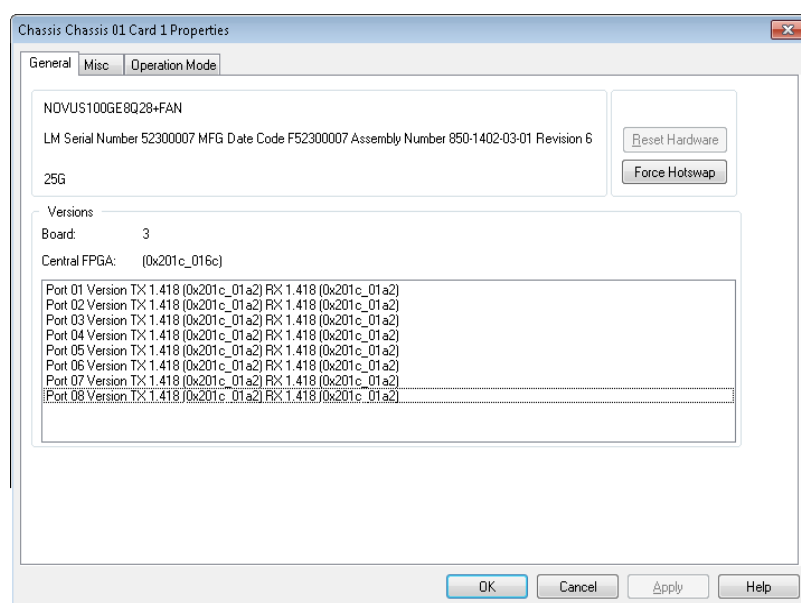 Chassis Chassis 01 Card 1 Properties
General Misc Operation Mode
NOVUS100GE8Q28+FAN
LM Serial Number 52300007 MFG Date Code F52300007 Assembly Number 850-1402-03-01 Revision 6
25G
Reset Hardware
Force Hotswap
Versions
Board: 3
Central FPGA: (0x201c_016c)
Port 01 Version TX 1.418 (0x201c_01a2) RX 1.418 (0x201c_01a2)
Port 02 Version TX 1.418 (0x201c_01a2) RX 1.418 (0x201c_01a2)
Port 03 Version TX 1.418 (0x201c_01a2) RX 1.418 (0x201c_01a2)
Port 04 Version TX 1.418 (0x201c_01a2) RX 1.418 (0x201c_01a2)
Port 05 Version TX 1.418 (0x201c_01a2) RX 1.418 (0x201c_01a2)
Port 06 Version TX 1.418 (0x201c_01a2) RX 1.418 (0x201c_01a2)
Port 07 Version TX 1.418 (0x201c_01a2) RX 1.418 (0x201c_01a2)
Port 08 Version TX 1.418 (0x201c_01a2) RX 1.418 (0x201c_01a2)
OK Cancel Apply Help